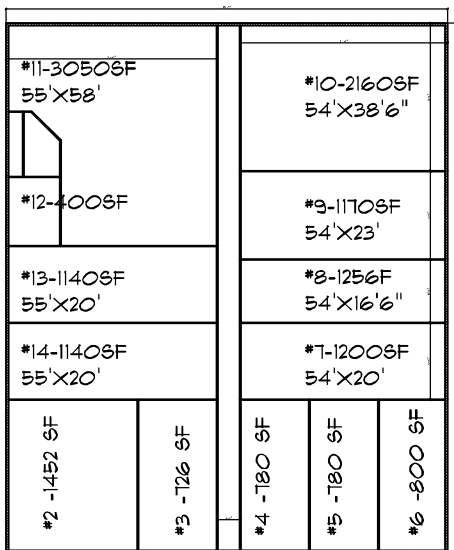 #11-3050SF
55'X58'
#12-400SF
#13-1140SF
55'X20'
#14-1140SF
55'X20'
#10-2160SF
54'X38'6"
#9-1170SF
54'X23'
#8-1256F
54'X16'6"
#7-1200SF
54'X20'
#2 -1452 SF
#3 -726 SF
#4 -780 SF
#5 -780 SF
#6 -800 SF